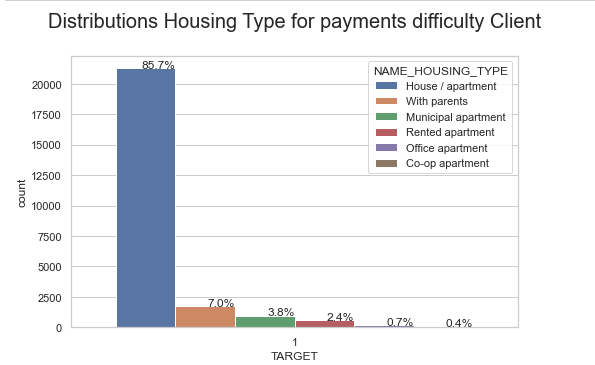 Distributions Housing Type for payments difficulty Client
85.7%
NAME_HOUSING_TYPE
House / apartment
With parents
Municipal apartment
Rented apartment
Office apartment
Co-op apartment
20000
17500
15000
12500
10000
7500
5000
2500
0
count
7.0%
3.8%
2.4%
0.7%
0.4%
1
TARGET